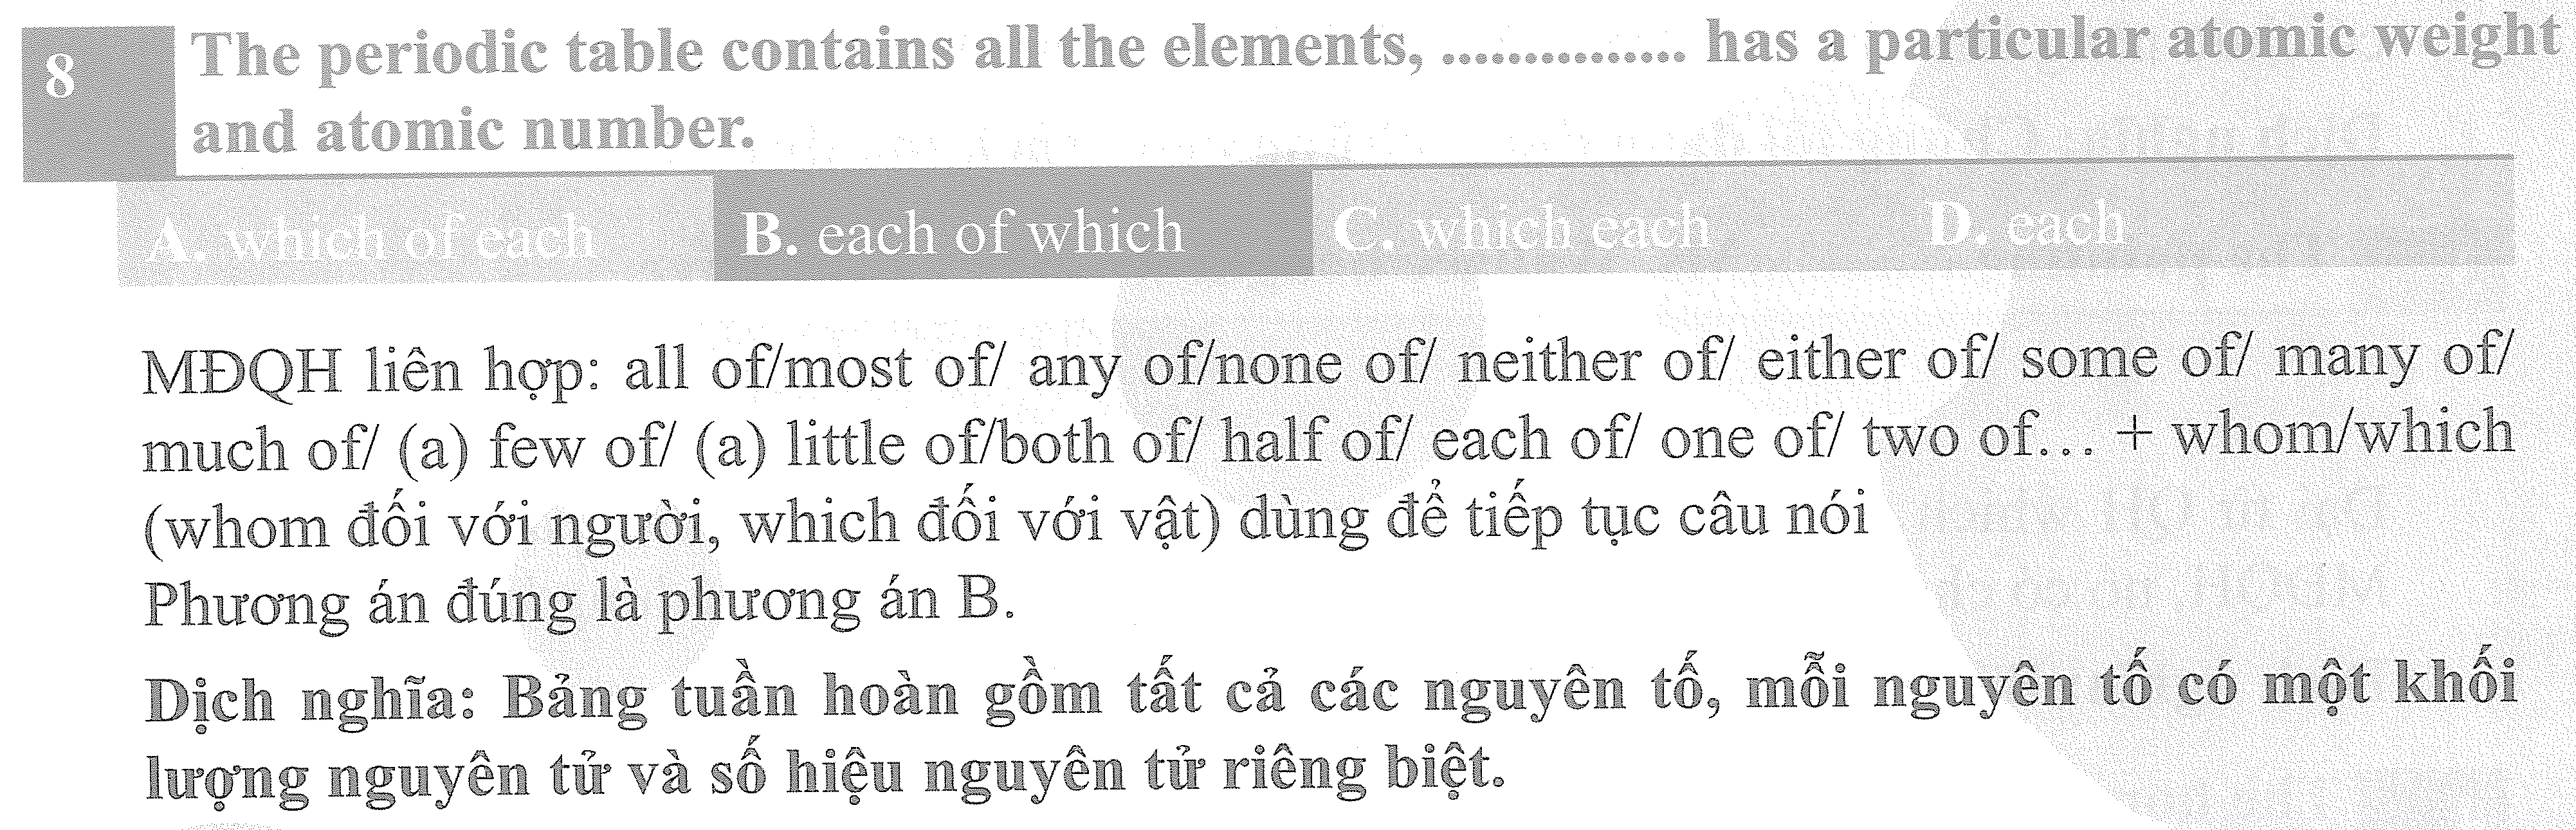 8 The periodic table contains all the elements, .............. has a particular atomic weight
and atomic number.
A. which of each B. each of which C. which each D. each
MĐQH liên hợp: all of/most of/ any of/none of/ neither of/ either of/ some of/ many of/
much of/ (a) few of/ (a) little of/both of/ half of/ each of/ one of/ two of… + whom/which
(whom đối với người, which đối với vật) dùng để tiếp tục câu nói
Phương án đúng là phương án B.
Dịch nghĩa: Bảng tuần hoàn gồm tất cả các nguyên tố, mỗi nguyên tố có một khối
lượng nguyên tử và số hiệu nguyên tử riêng biệt.